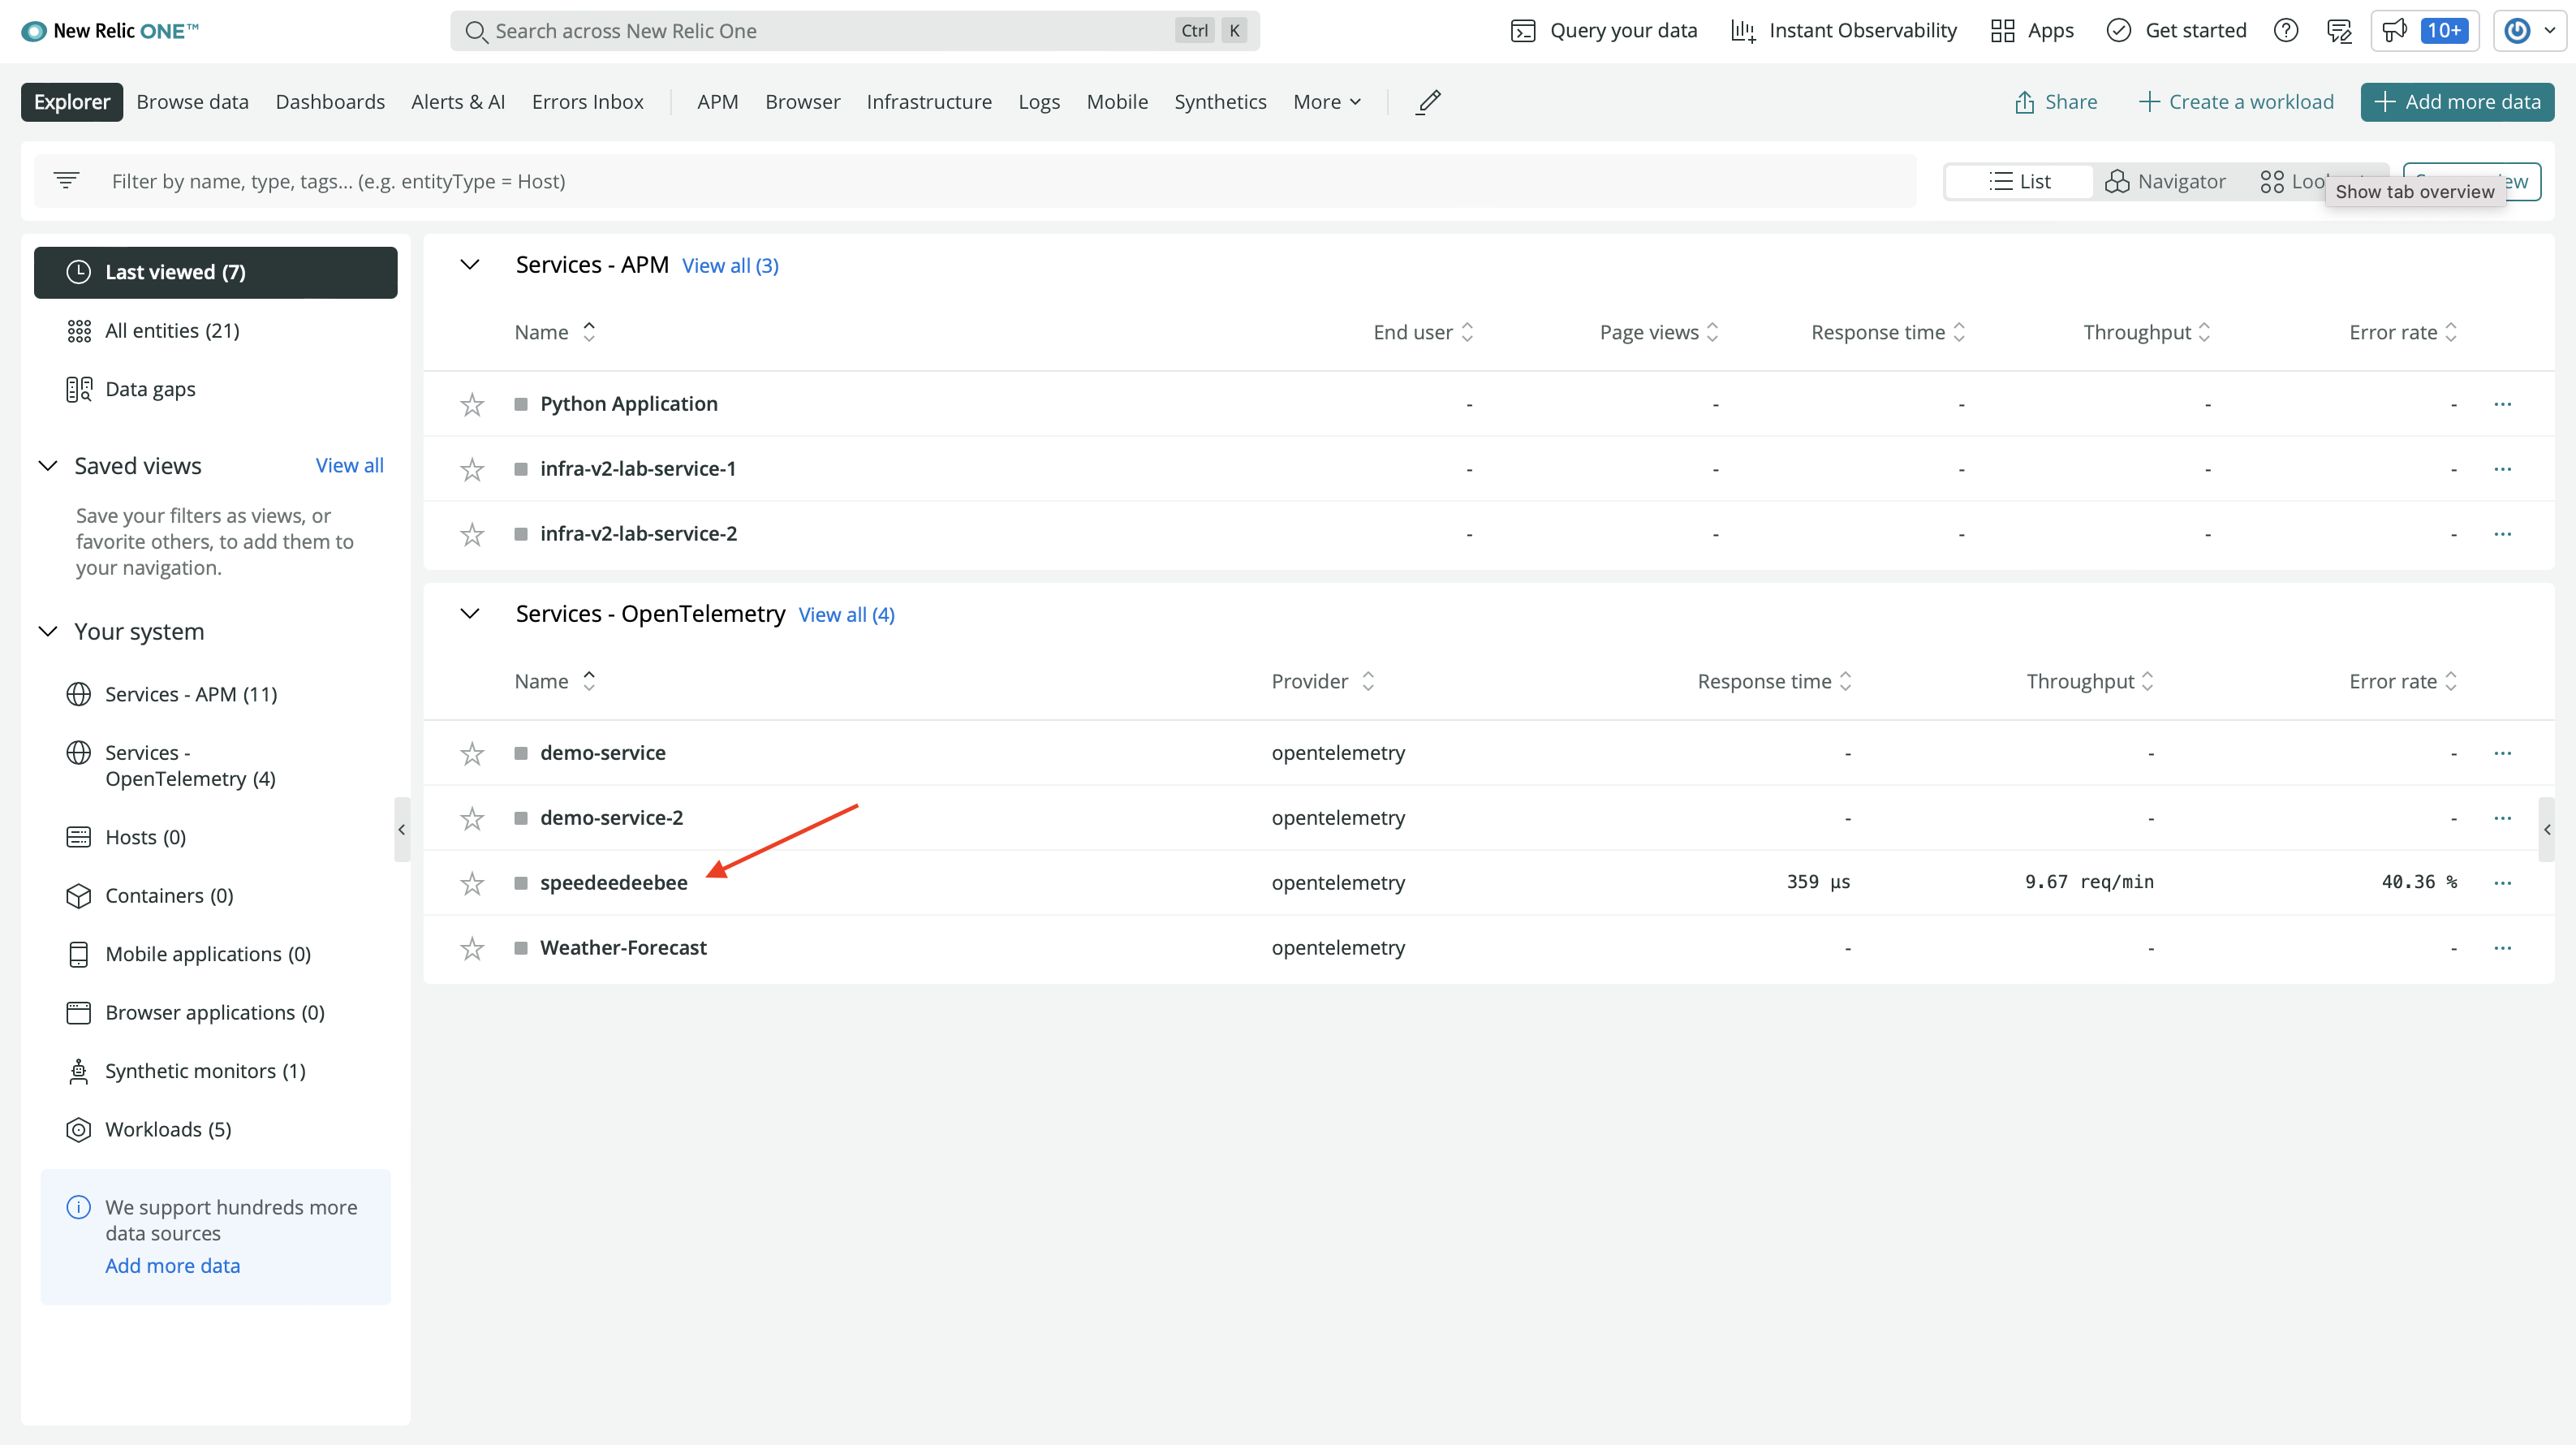 New Relic ONE™
Search across New Relic One
Ctrl K
Query your data
Instant Observability
Apps
Get started
10+
Explorer
Browse data
Dashboards
Alerts & AI
Errors Inbox
APM
Browser
Infrastructure
Logs
Mobile
Synthetics
More
Share
Create a workload
Add more data
Filter by name, type, tags... (e.g. entityType = Host)
List
Navigator
Show tab overview
Last viewed (7)
All entities (21)
Data gaps
Saved views View all
Save your filters as views, or
favorite others, to add them to
your navigation.
Your system
Services - APM (11)
Services -
OpenTelemetry (4)
Hosts (0)
Containers (0)
Mobile applications (0)
Browser applications (0)
Synthetic monitors (1)
Workloads (5)
We support hundreds more
data sources
Add more data
Services - APM View all (3)
Name End user Page views Response time Throughput Error rate
Python Application - - - - - ...
infra-v2-lab-service-1 - - - - - ...
infra-v2-lab-service-2 - - - - - ...
Services - OpenTelemetry View all (4)
Name Provider Response time Throughput Error rate
demo-service opentelemetry - - - ...
demo-service-2 opentelemetry - - - ...
speedeedeebee opentelemetry 359 µs 9.67 req/min 40.36 % ...
Weather-Forecast opentelemetry - - - ...